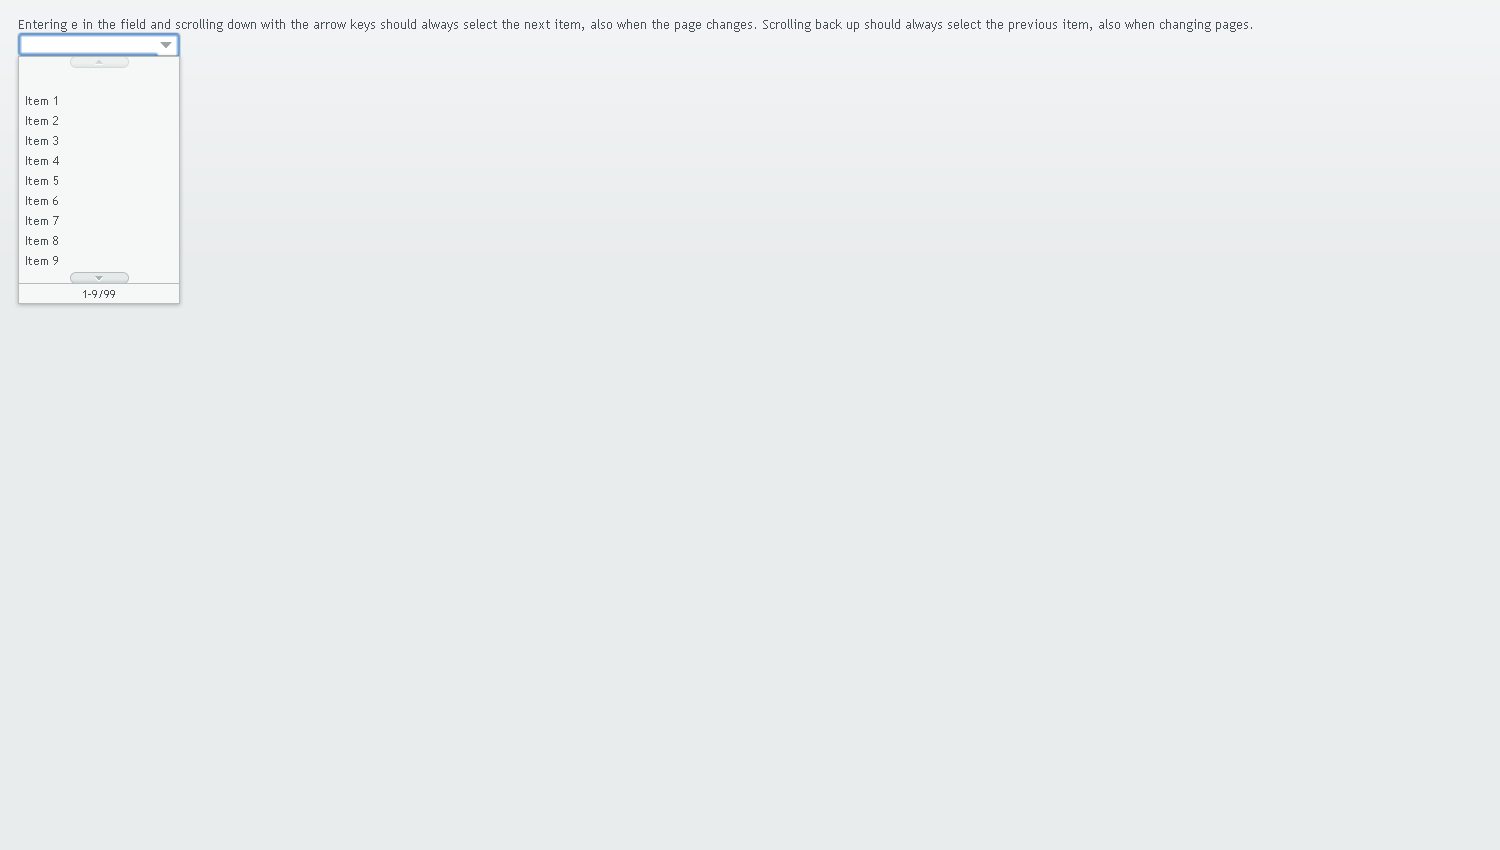 Entering e in the field and scrolling down with the arrow keys should always select the next item, also when the page changes. Scrolling back up should always select the previous item, also when changing pages.
Item 1
Item 2
Item 3
Item 4
Item 5
Item 6
Item 7
Item 8
Item 9
1-9/99